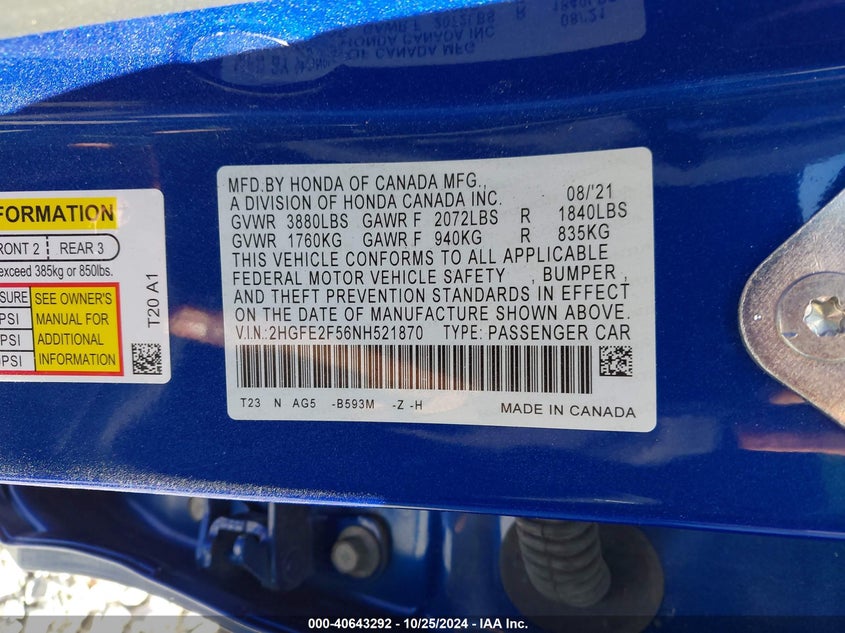 MFD.BY HONDA OF CANADA MFG.,
A DIVISION OF HONDA CANADA INC. 08/'21
GVWR 3880LBS GAWR F 2072LBS R 1840LBS
GVWR 1760KG GAWR F 940KG R 835KG
THIS VEHICLE CONFORMS TO ALL APPLICABLE
FEDERAL MOTOR VEHICLE SAFETY , BUMPER ,
AND THEFT PREVENTION STANDARDS IN EFFECT
ON THE DATE OF MANUFACTURE SHOWN ABOVE.
V.I.N.:2HGFE2F56NH521870 TYPE: PASSENGER CAR
T23 N AG5 -B593M -Z -H
MADE IN CANADA
FORMATION
RONT 2 REAR 3
exceed 385kg or 850lbs.
SURE SEE OWNER'S
PSI MANUAL FOR
PSI ADDITIONAL
PSI INFORMATION
T20 A1
000-40643292 - 10/25/2024 - IAA Inc.